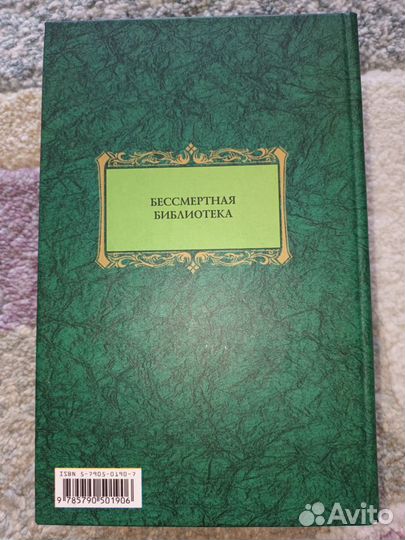 БЕССМЕРТНАЯ
БИБЛИОТЕКА
ISBN 5-7905-0190-7
9 785790 501906
Avito